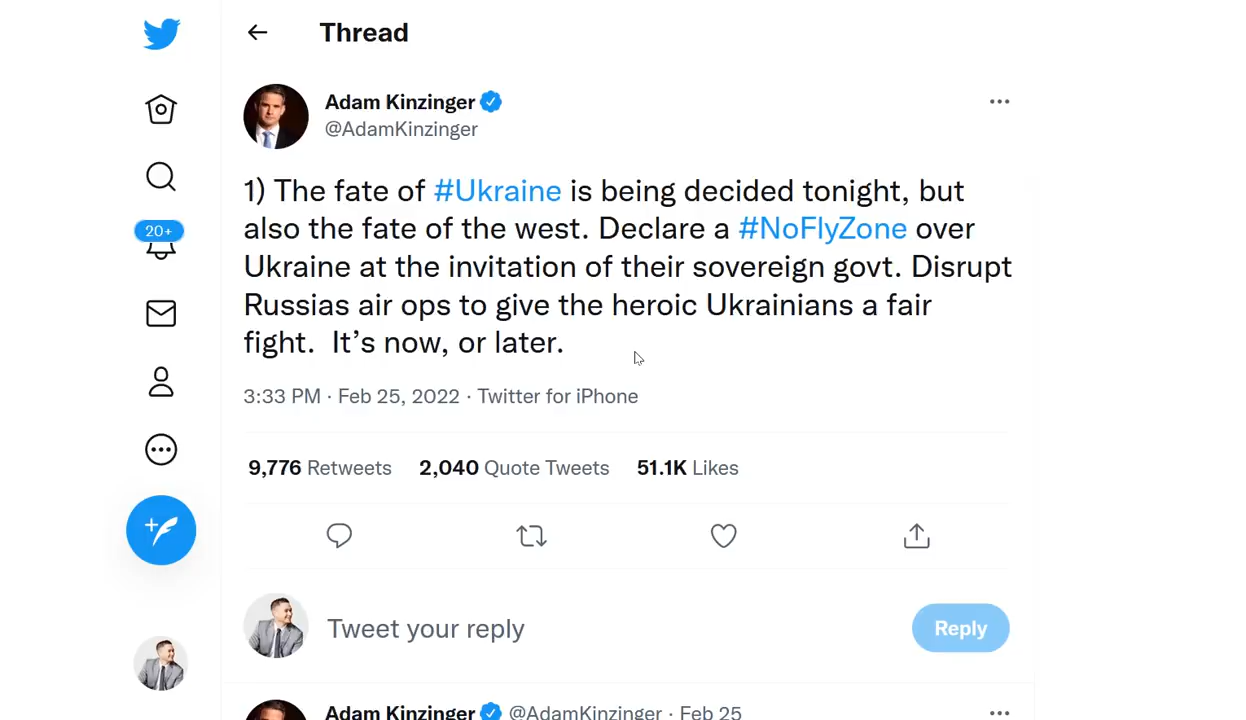 Thread
Adam Kinzinger
@AdamKinzinger
1) The fate of #Ukraine is being decided tonight, but
also the fate of the west. Declare a #NoFlyZone over
Ukraine at the invitation of their sovereign govt. Disrupt
Russias air ops to give the heroic Ukrainians a fair
fight.  It’s now, or later.
20+
3:33 PM · Feb 25, 2022 · Twitter for iPhone
9,776 Retweets 2,040 Quote Tweets 51.1K Likes
Tweet your reply
Reply
Adam Kinzinger @AdamKinzinger · Feb 25